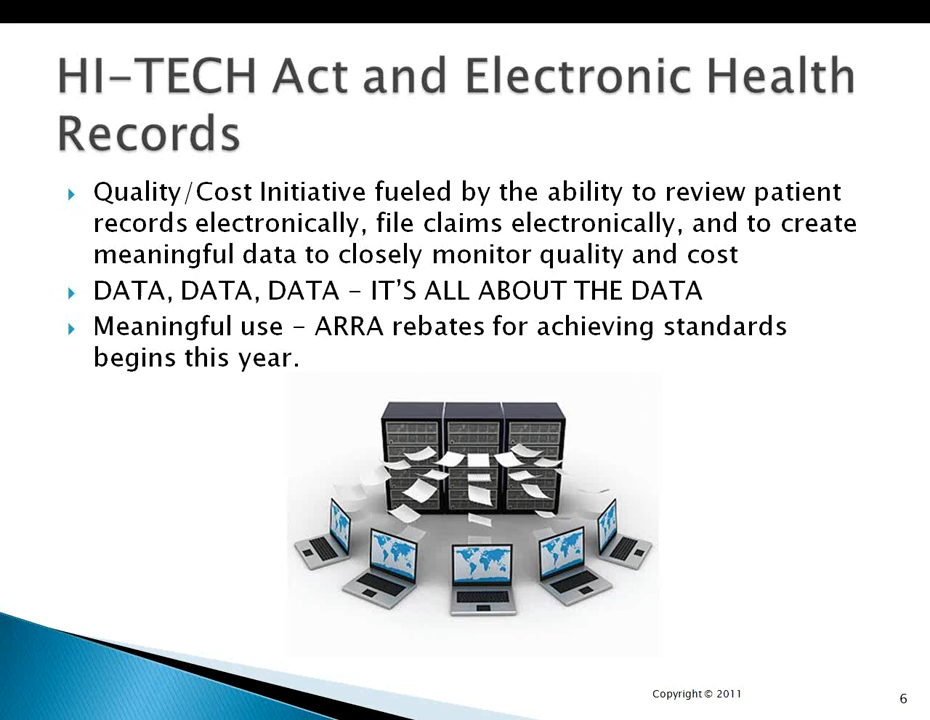 HI-TECH Act and Electronic Health
Records
Quality/Cost Initiative fueled by the ability to review patient
records electronically, file claims electronically, and to create
meaningful data to closely monitor quality and cost
DATA, DATA, DATA – IT’S ALL ABOUT THE DATA
Meaningful use – ARRA rebates for achieving standards
begins this year.
Copyright © 2011
6